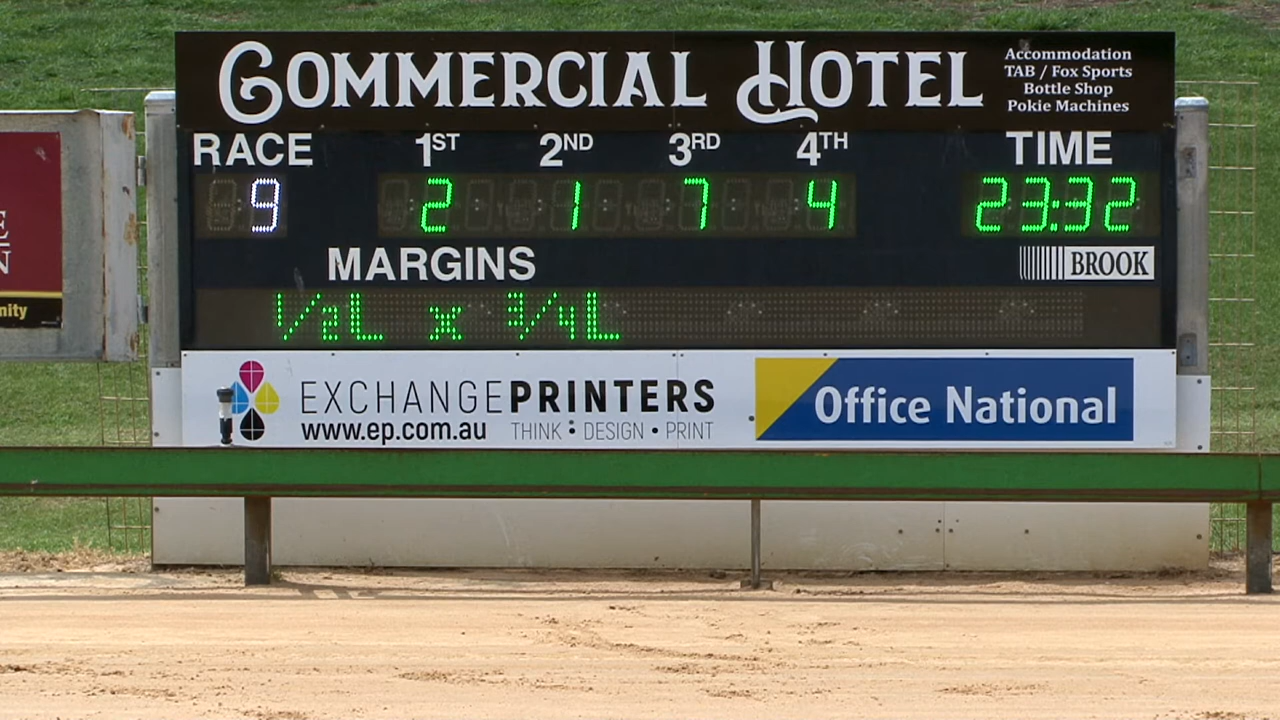 COMMERCIAL HOTEL
Accommodation
TAB / Fox Sports
Bottle Shop
Pokie Machines
RACE 1ST 2ND 3RD 4TH TIME
9 2 1 7 4 23:32
MARGINS
BROOK
1/2L x 3/4L
E
N
nity
EXCHANGEPRINTERS
www.ep.com.au THINK • DESIGN • PRINT
Office National